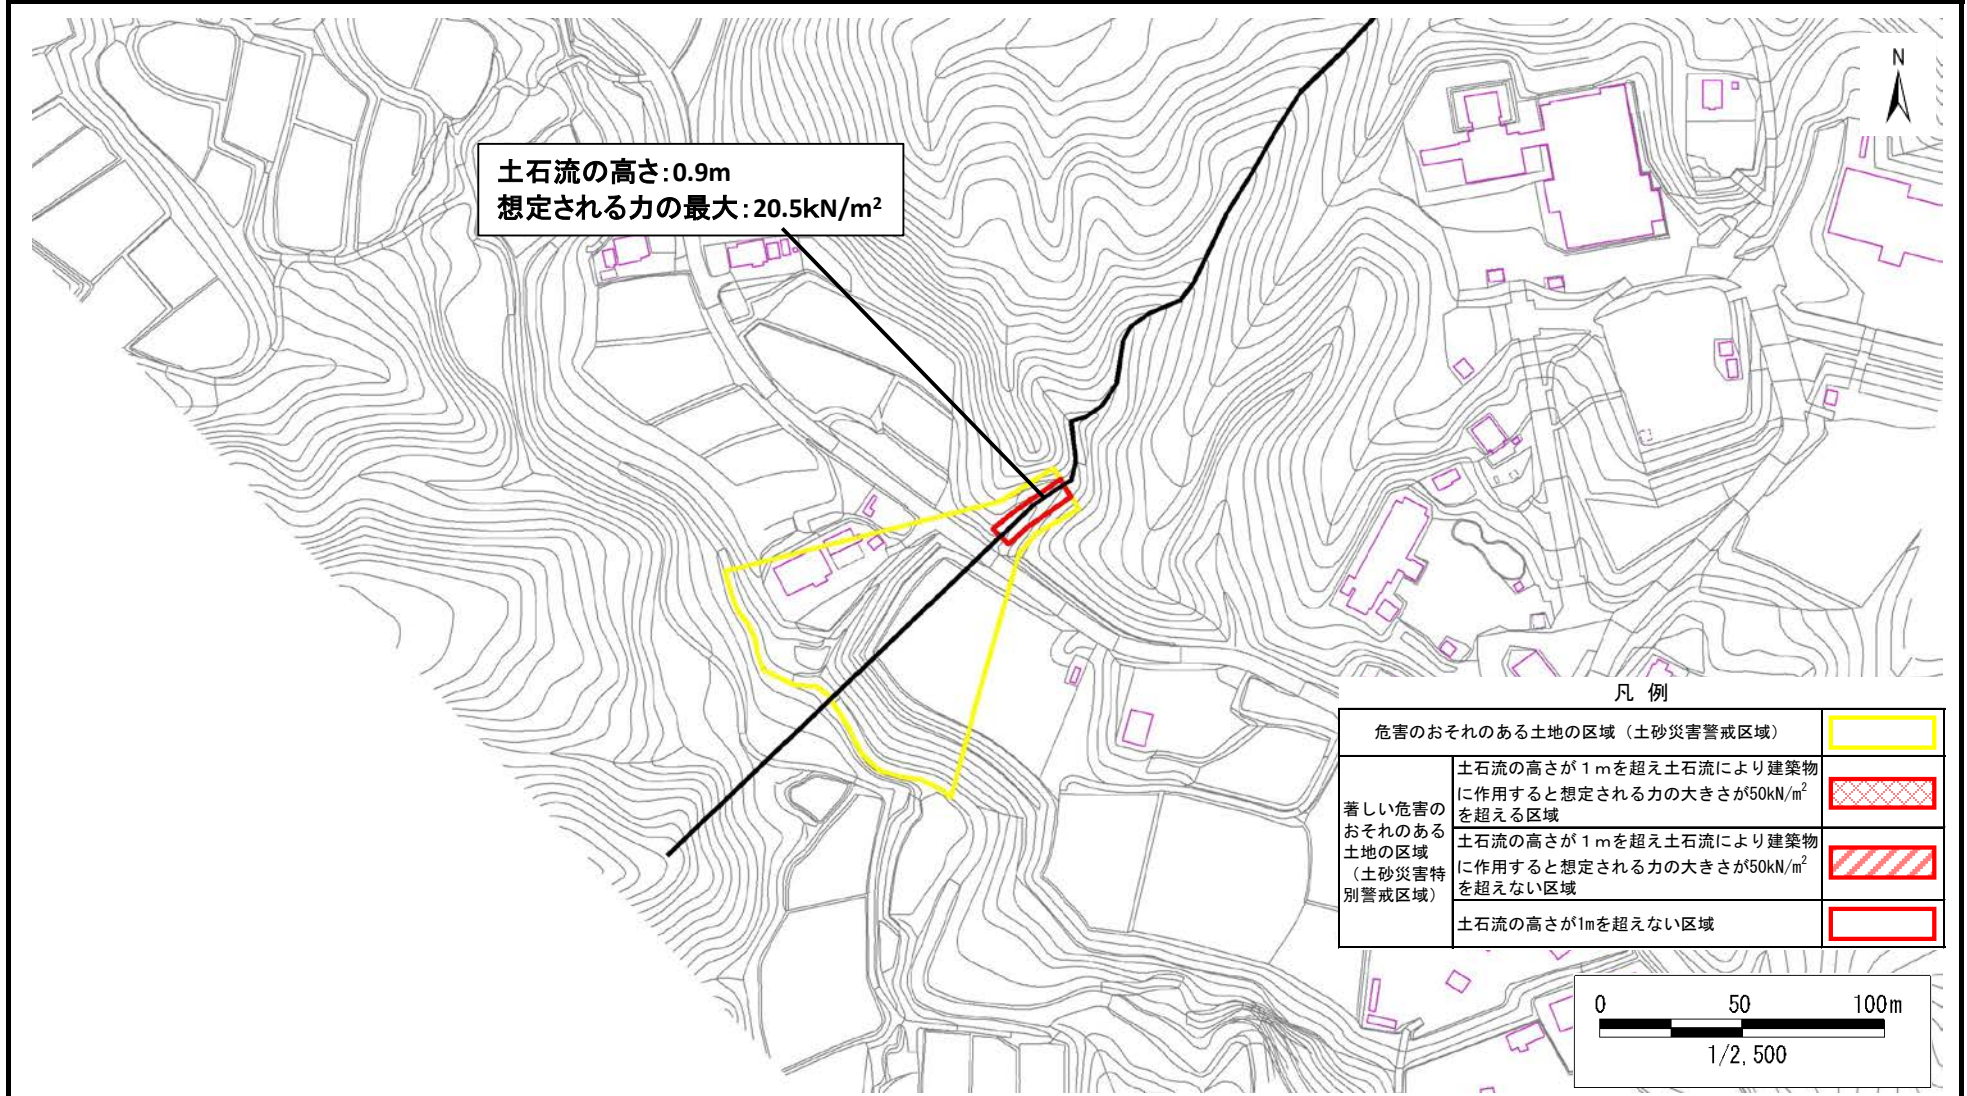 N
土石流の高さ:0.9m
想定される力の最大:20.5kN/m²
凡 例
危害のおそれのある土地の区域（土砂災害警戒区域）
著しい危害の
おそれのある
土地の区域
（土砂災害特
別警戒区域）
土石流の高さが１ｍを超え土石流により建築物
に作用すると想定される力の大きさが50kN/㎡
を超える区域
土石流の高さが１ｍを超え土石流により建築物
に作用すると想定される力の大きさが50kN/㎡
を超えない区域
土石流の高さが1mを超えない区域
0 50 100m
1/2,500